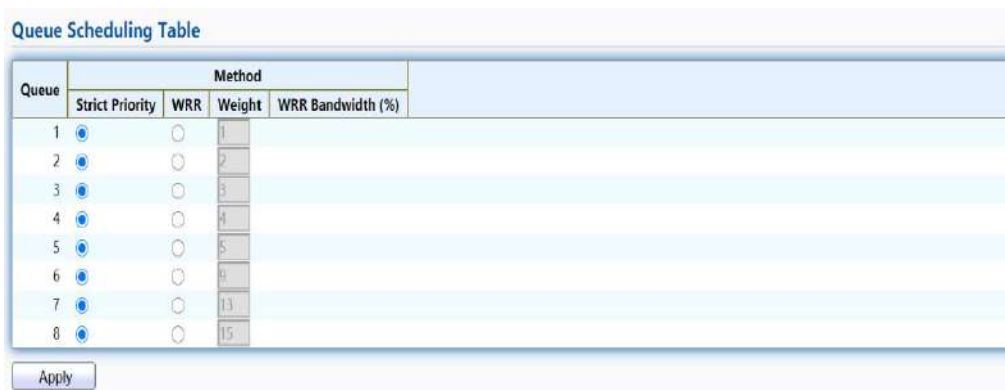 Queue Scheduling Table
Queue Method
Strict Priority WRR Weight WRR Bandwidth (%)
1 1
2 2
3 3
4 4
5 5
6 9
7 13
8 15
Apply